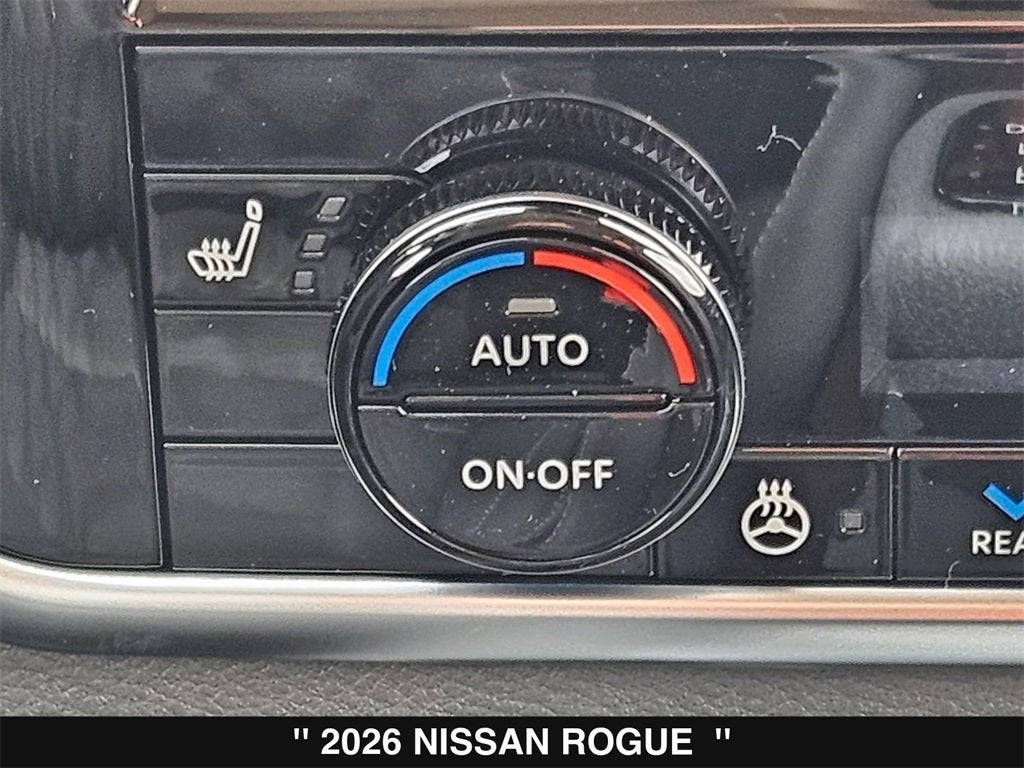 AUTO
ON·OFF
REA
" 2026 NISSAN ROGUE "